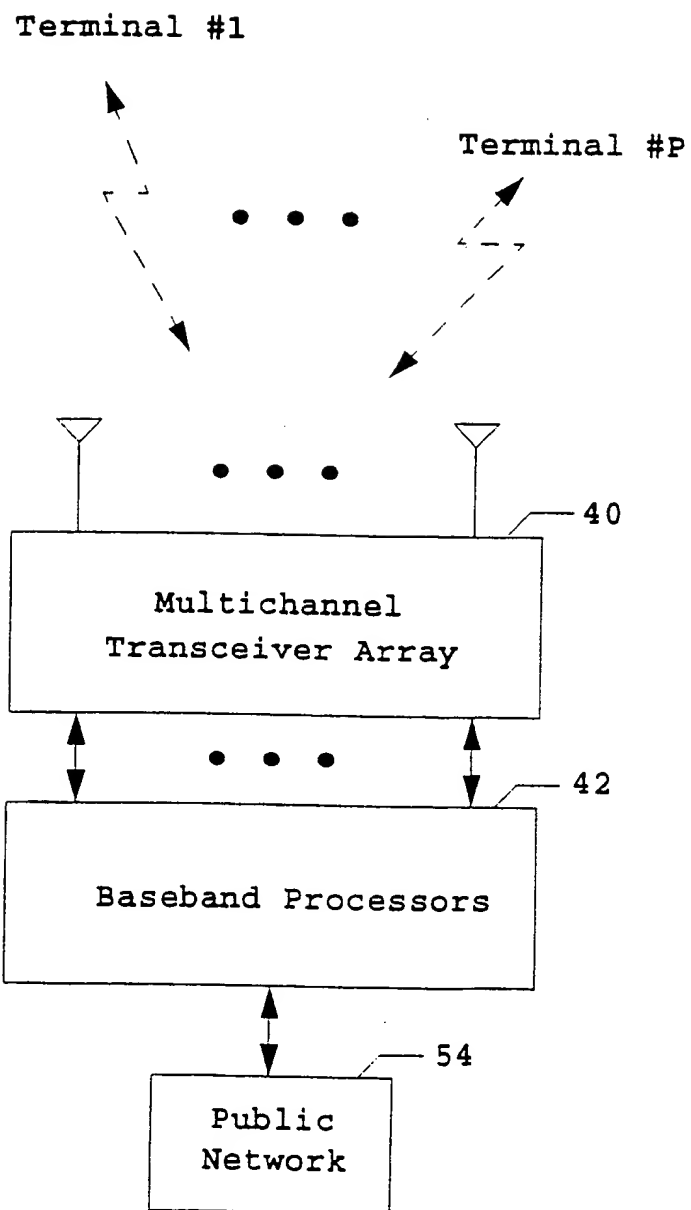 Terminal #1
Terminal #P
40
Multichannel
Transceiver Array
42
Baseband Processors
54
Public
Network